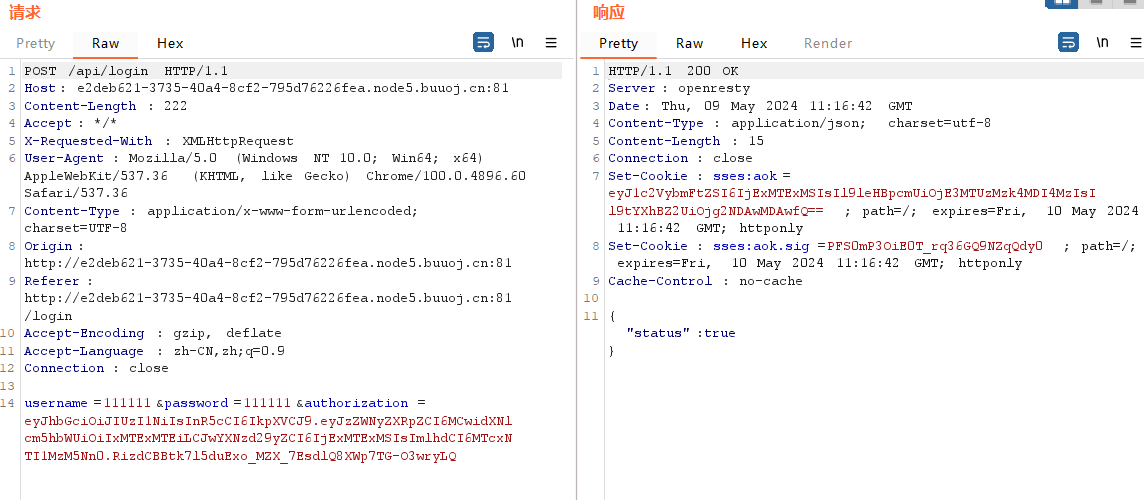 请求
Pretty Raw Hex
\n
1 POST /api/login HTTP/1.1
2 Host: e2deb621-3735-40a4-8cf2-795d76226fea.node5.buuoj.cn:81
3 Content-Length : 222
4 Accept: */*
5 X-Requested-With : XMLHttpRequest
6 User-Agent : Mozilla/5.0 (Windows NT 10.0; Win64; x64)
AppleWebKit/537.36 (KHTML, like Gecko) Chrome/100.0.4896.60
Safari/537.36
7 Content-Type : application/x-www-form-urlencoded;
charset=UTF-8
8 Origin:
http://e2deb621-3735-40a4-8cf2-795d76226fea.node5.buuoj.cn:81
9 Referer:
http://e2deb621-3735-40a4-8cf2-795d76226fea.node5.buuoj.cn:81
/login
10 Accept-Encoding : gzip, deflate
11 Accept-Language : zh-CN,zh;q=0.9
12 Connection : close
13
14 username =111111 &password =111111 &authorization =
eyJhbGciOiJIUzI1NiIsInR5cCI6IkpXVCJ9.eyJzZWNyZXRpZCI6MCwidXNl
cm5hbWUiOiIxMTExMTEiLCJwYXNzd29yZCI6IjExMTExMSIsImlhdCI6MTcxN
TI1MzM5Nn0.RizdCBBtk7l5duExo_MZX_7EsdlQ8XWp7TG-O3wryLQ
响应
Pretty Raw Hex Render
\n
1 HTTP/1.1 200 OK
2 Server: openresty
3 Date: Thu, 09 May 2024 11:16:42 GMT
4 Content-Type : application/json; charset=utf-8
5 Content-Length : 15
6 Connection : close
7 Set-Cookie : sses:aok =
eyJ1c2VybmFtZSI6IjExMTExMSIsIl9leHBpcmUiOjE3MTUzMzk4MDI4MzIsI
l9tYXhBZ2UiOjg2NDAwMDAwfQ== ; path=/; expires=Fri, 10 May 2024
11:16:42 GMT; httponly
8 Set-Cookie : sses:aok.sig =PFS0mP3OiE0T_rq36GQ9NZqQdy0 ; path=/;
expires=Fri, 10 May 2024 11:16:42 GMT; httponly
9 Cache-Control : no-cache
10
11 {
"status" :true
}